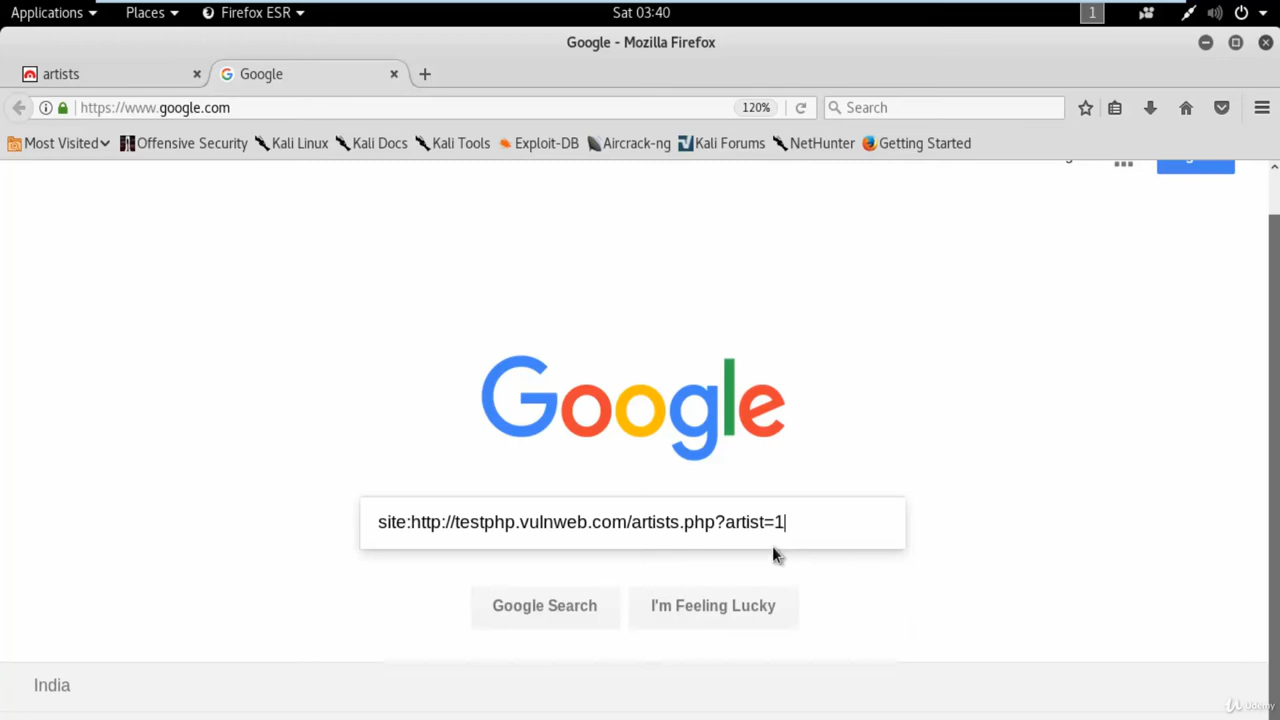 Applications Places Firefox ESR Sat 03:40 1
Google - Mozilla Firefox
artists Google
https://www.google.com 120% Search
Most Visited Offensive Security Kali Linux Kali Docs Kali Tools Exploit-DB Aircrack-ng Kali Forums NetHunter Getting Started
Google
site:http://testphp.vulnweb.com/artists.php?artist=1
Google Search I'm Feeling Lucky
India
Udemy